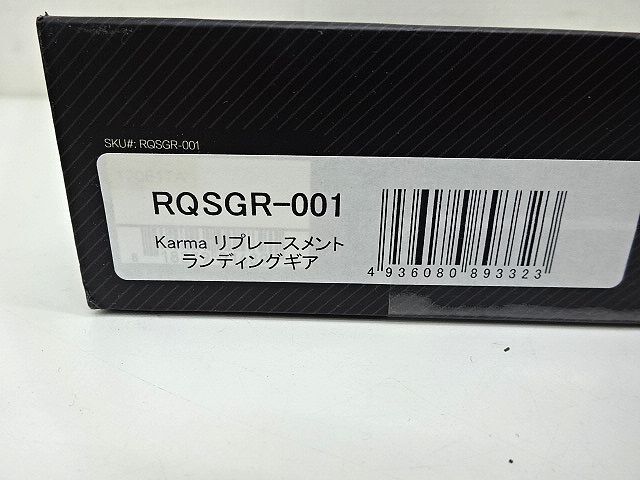 SKU#: RQSGR-001
RQSGR-001
Karma リプレースメント
ランディングギア
4 936080 893323